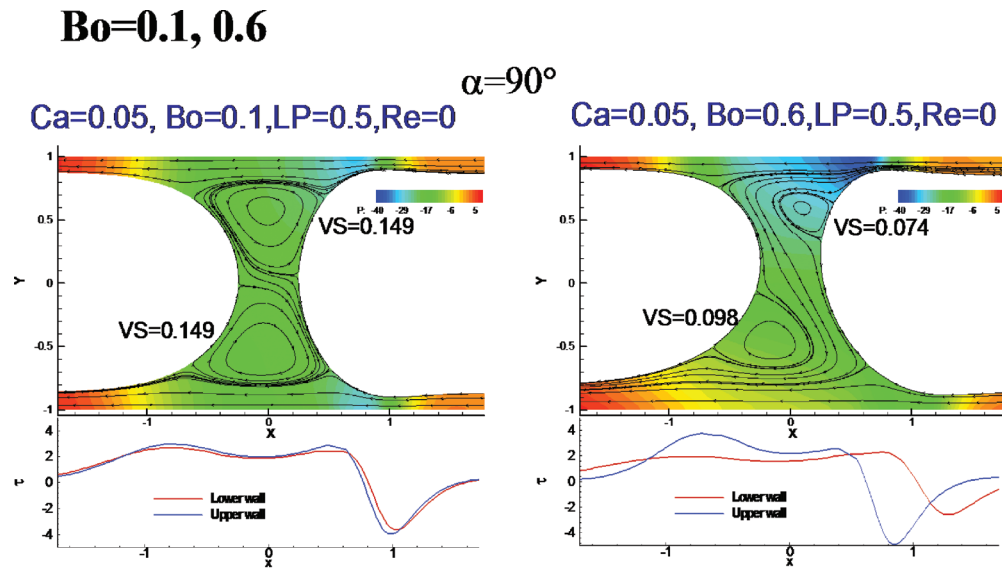 Bo=0.1, 0.6
α=90°
Ca=0.05, Bo=0.1,LP=0.5,Re=0
1
0.5
0
-0.5
-1
Y
P: -40 -29 -17 -6 5
VS=0.149
VS=0.149
-1 0 1
X
4
2
0
-2
-4
τ
Lower wall
Upper wall
-1 0 1
x
Ca=0.05, Bo=0.6,LP=0.5,Re=0
1
0.5
0
-0.5
-1
Y
P: -40 -29 -17 -6 5
VS=0.074
VS=0.098
-1 0 1
X
4
2
0
-2
-4
τ
Lower wall
Upper wall
-1 0 1
x